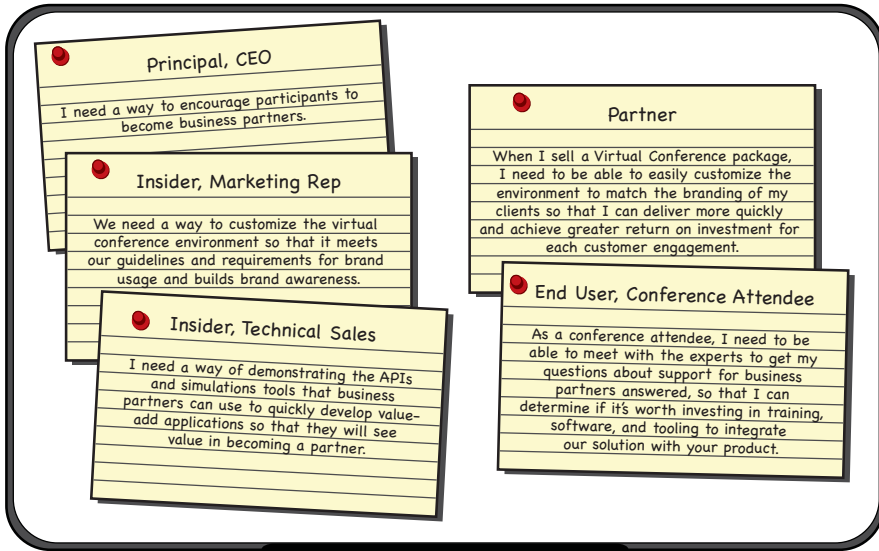 Principal, CEO
I need a way to encourage participants to
become business partners.
Insider, Marketing Rep
We need a way to customize the virtual
conference environment so that it meets
our guidelines and requirements for brand
usage and builds brand awareness.
Insider, Technical Sales
I need a way of demonstrating the APIs
and simulations tools that business
partners can use to quickly develop value-
add applications so that they will see
value in becoming a partner.
Partner
When I sell a Virtual Conference package,
I need to be able to easily customize the
environment to match the branding of my
clients so that I can deliver more quickly
and achieve greater return on investment for
each customer engagement.
End User, Conference Attendee
As a conference attendee, I need to be
able to meet with the experts to get my
questions about support for business
partners answered, so that I can
determine if it's worth investing in training,
software, and tooling to integrate
our solution with your product.